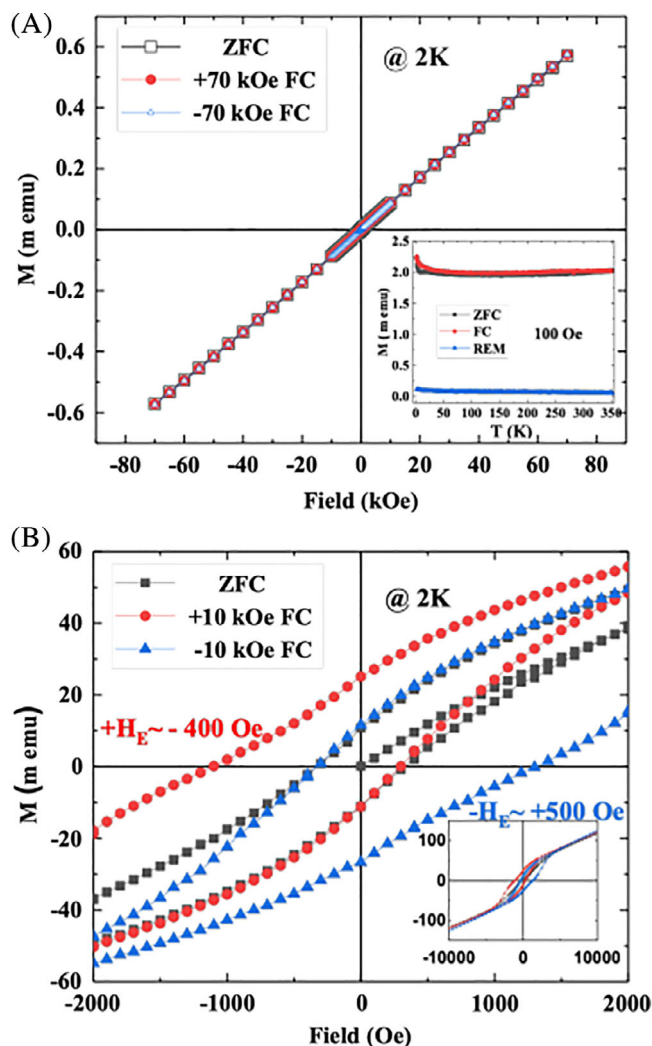 (A)
0.6
0.4
0.2
0.0
-0.2
-0.4
-0.6
M (m emu)
ZFC
+70 kOe FC
-70 kOe FC
@ 2K
2.5
2.0
1.5
1.0
0.5
0.0
M (m emu)
ZFC
FC
REM
100 Oe
0 50 100 150 200 250 300 350
T (K)
-80 -60 -40 -20 0 20 40 60 80
Field (kOe)
(B)
60
40
20
0
-20
-40
-60
M (m emu)
ZFC
+10 kOe FC
-10 kOe FC
@ 2K
+HE~ - 400 Oe
-HE~ +500 Oe
100
0
-100
-10000 0 10000
-2000 -1000 0 1000 2000
Field (Oe)